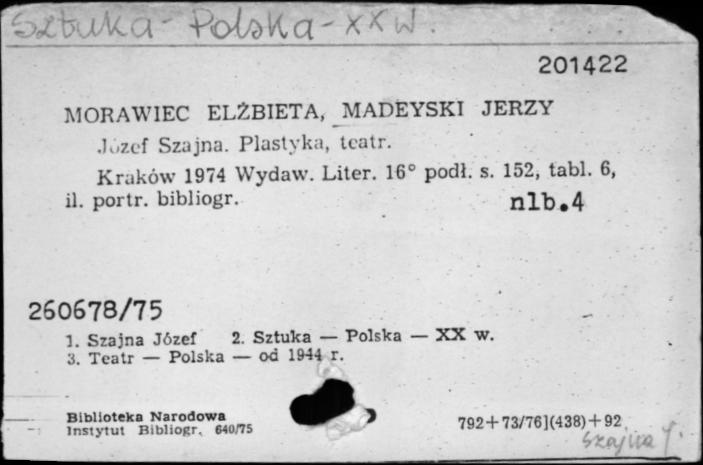 Sztuka - Polska - XX w.
201422
MORAWIEC ELŻBIETA, MADEYSKI JERZY
Józef Szajna. Plastyka, teatr.
Kraków 1974 Wydaw. Liter. 16° podł. s. 152, tabl. 6,
il. portr. bibliogr. nlb.4
260678/75
1. Szajna Józef 2. Sztuka — Polska — XX w.
3. Teatr — Polska — od 1944 r.
Biblioteka Narodowa 792+73/76](438)+92
Instytut Bibliogr. 640/75
Szajna J.